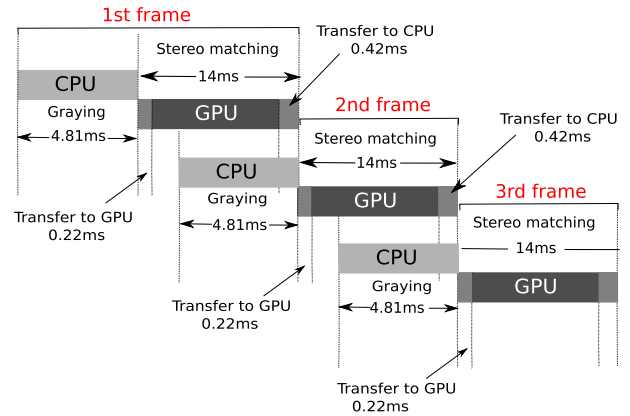 1st frame
Transfer to CPU
0.42ms
Stereo matching
14ms
CPU
GPU
Graying
4.81ms
Transfer to GPU
0.22ms
2nd frame
Transfer to CPU
0.42ms
Stereo matching
14ms
CPU
GPU
Graying
4.81ms
Transfer to GPU
0.22ms
3rd frame
Stereo matching
14ms
CPU
GPU
Graying
4.81ms
Transfer to GPU
0.22ms